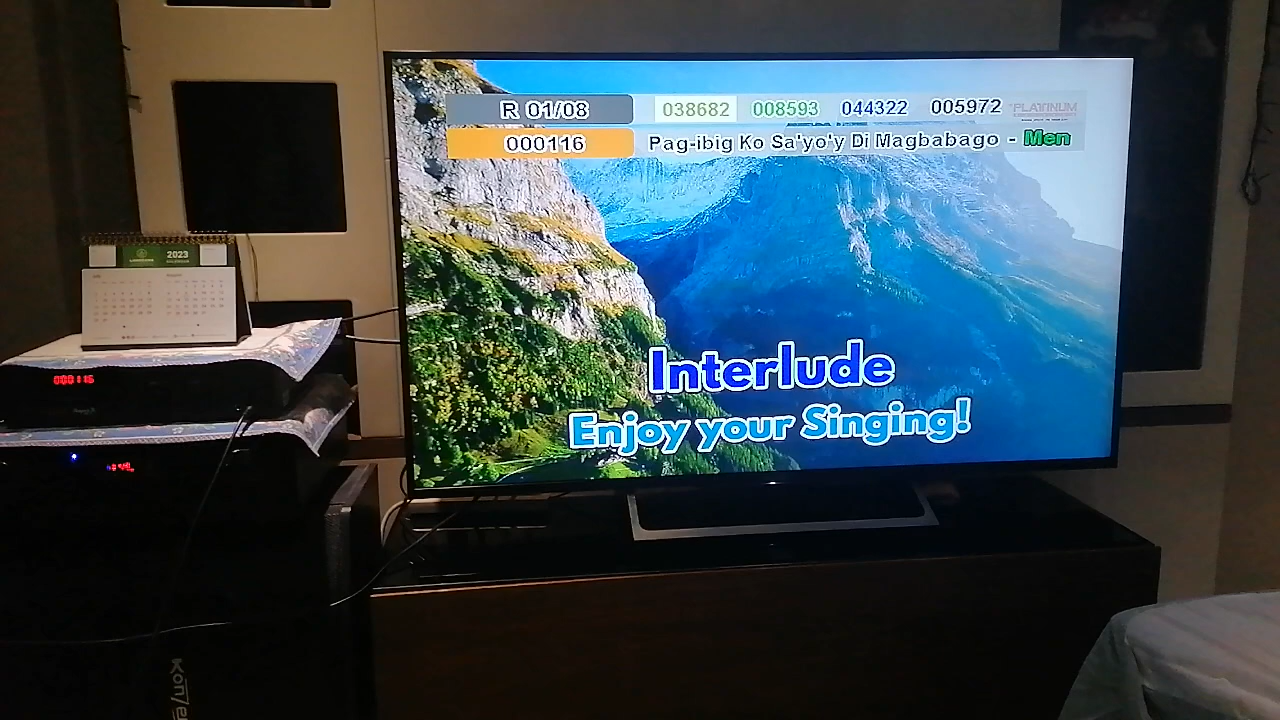 R 01/08 038682 008593 044322 005972 PLATINUM
000116 Pag-ibig Ko Sa'yo'y Di Magbabago - Men
Interlude
Enjoy your Singing!
2023
000116